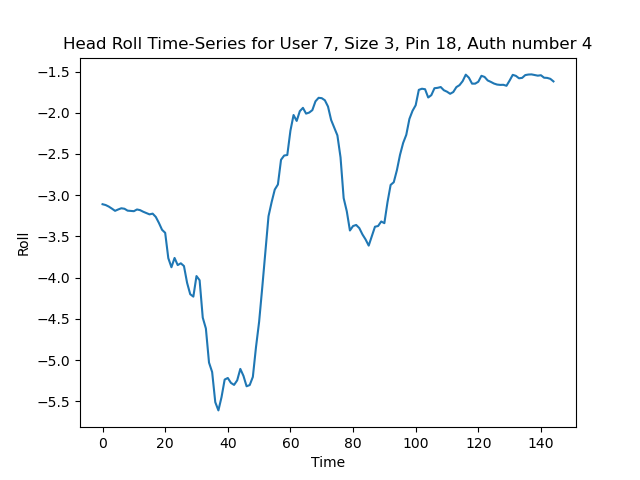 Head Roll Time-Series for User 7, Size 3, Pin 18, Auth number 4
−1.5
−2.0
−2.5
−3.0
−3.5
−4.0
−4.5
−5.0
−5.5
Roll
0 20 40 60 80 100 120 140
Time